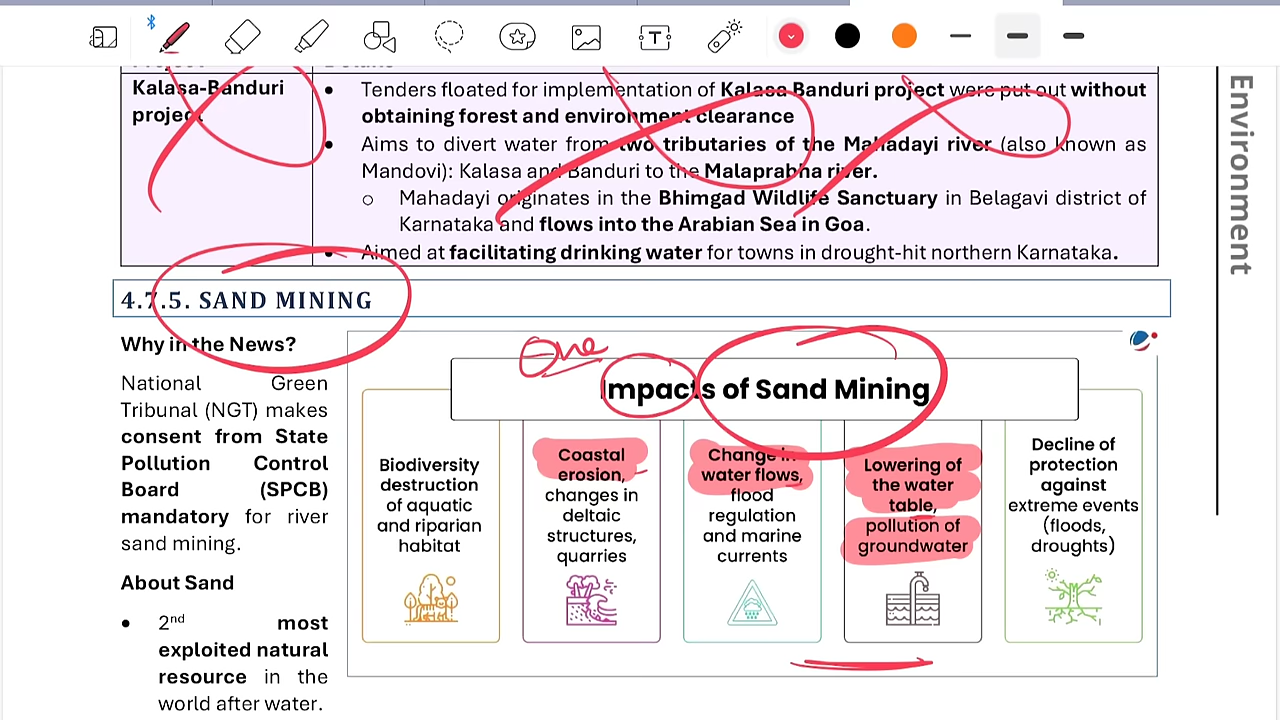 Kalasa-Banduri
project
• Tenders floated for implementation of Kalasa Banduri project were put out without
obtaining forest and environment clearance
• Aims to divert water from two tributaries of the Mahadayi river (also known as
Mandovi): Kalasa and Banduri to the Malaprabha river.
o Mahadayi originates in the Bhimgad Wildlife Sanctuary in Belagavi district of
Karnataka and flows into the Arabian Sea in Goa.
• Aimed at facilitating drinking water for towns in drought-hit northern Karnataka.
Environment
4.7.5. SAND MINING
Why in the News?
National Green
Tribunal (NGT) makes
consent from State
Pollution Control
Board (SPCB)
mandatory for river
sand mining.
About Sand
• 2nd most
exploited natural
resource in the
world after water.
One
Impacts of Sand Mining
Biodiversity
destruction
of aquatic
and riparian
habitat
Coastal
erosion,
changes in
deltaic
structures,
quarries
Change in
water flows,
flood
regulation
and marine
currents
Lowering of
the water
table,
pollution of
groundwater
Decline of
protection
against
extreme events
(floods,
droughts)